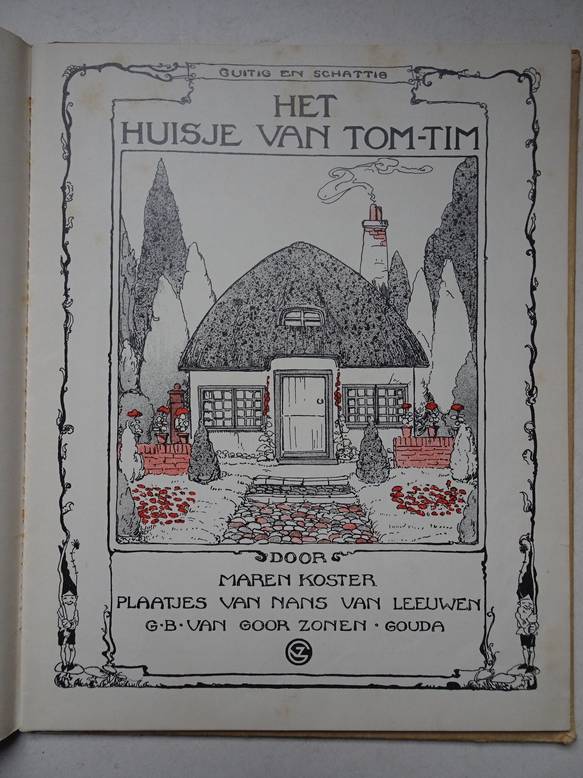 GUITIG EN SCHATTIG
HET
HUISJE VAN TOM-TIM
DOOR
MAREN KOSTER
PLAATJES VAN NANS VAN LEEUWEN
G·B·VAN GOOR ZONEN · GOUDA
GZ